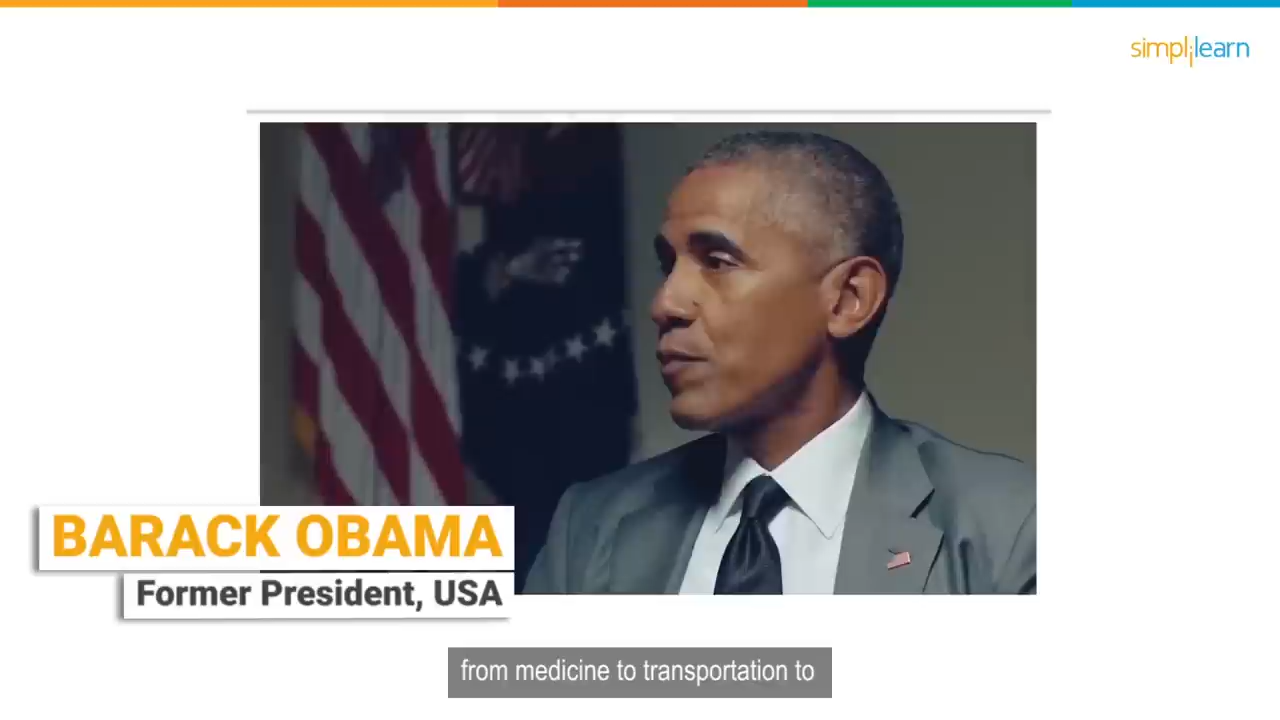 simplilearn
BARACK OBAMA
Former President, USA
from medicine to transportation to